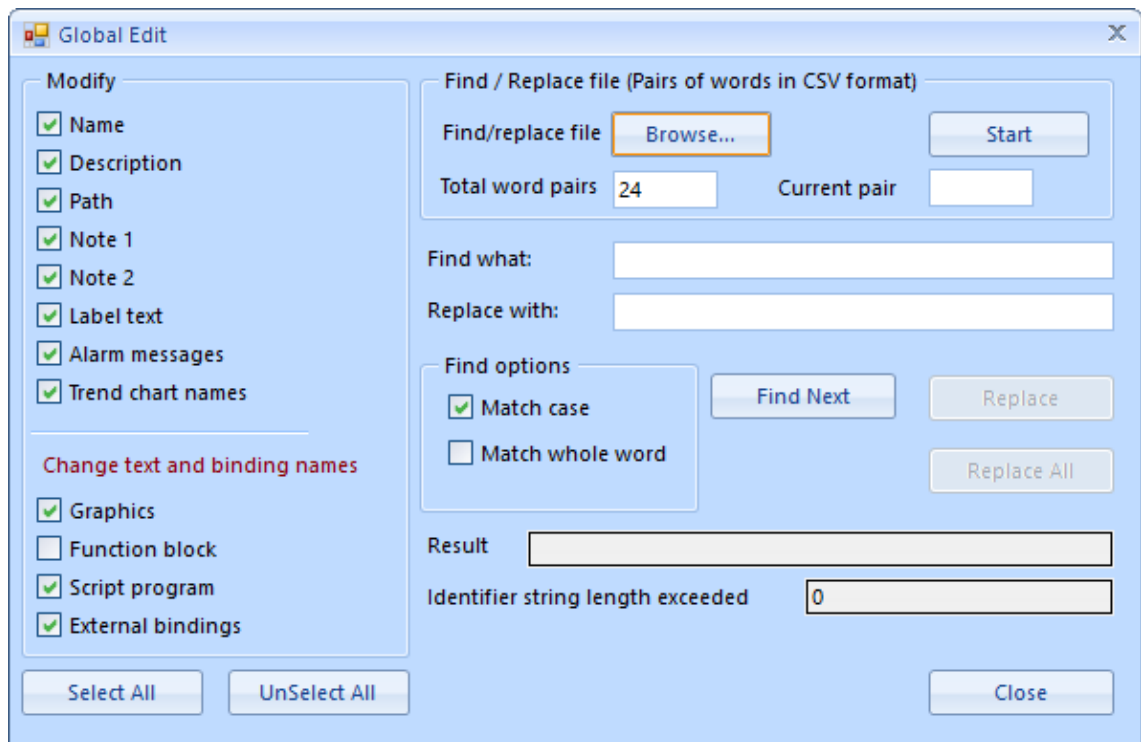 Global Edit
Modify
Name
Description
Path
Note 1
Note 2
Label text
Alarm messages
Trend chart names
Change text and binding names
Graphics
Function block
Script program
External bindings
Select All UnSelect All
Find / Replace file (Pairs of words in CSV format)
Find/replace file Browse... Start
Total word pairs 24 Current pair
Find what:
Replace with:
Find options
Match case
Match whole word
Find Next Replace
Replace All
Result
Identifier string length exceeded 0
Close